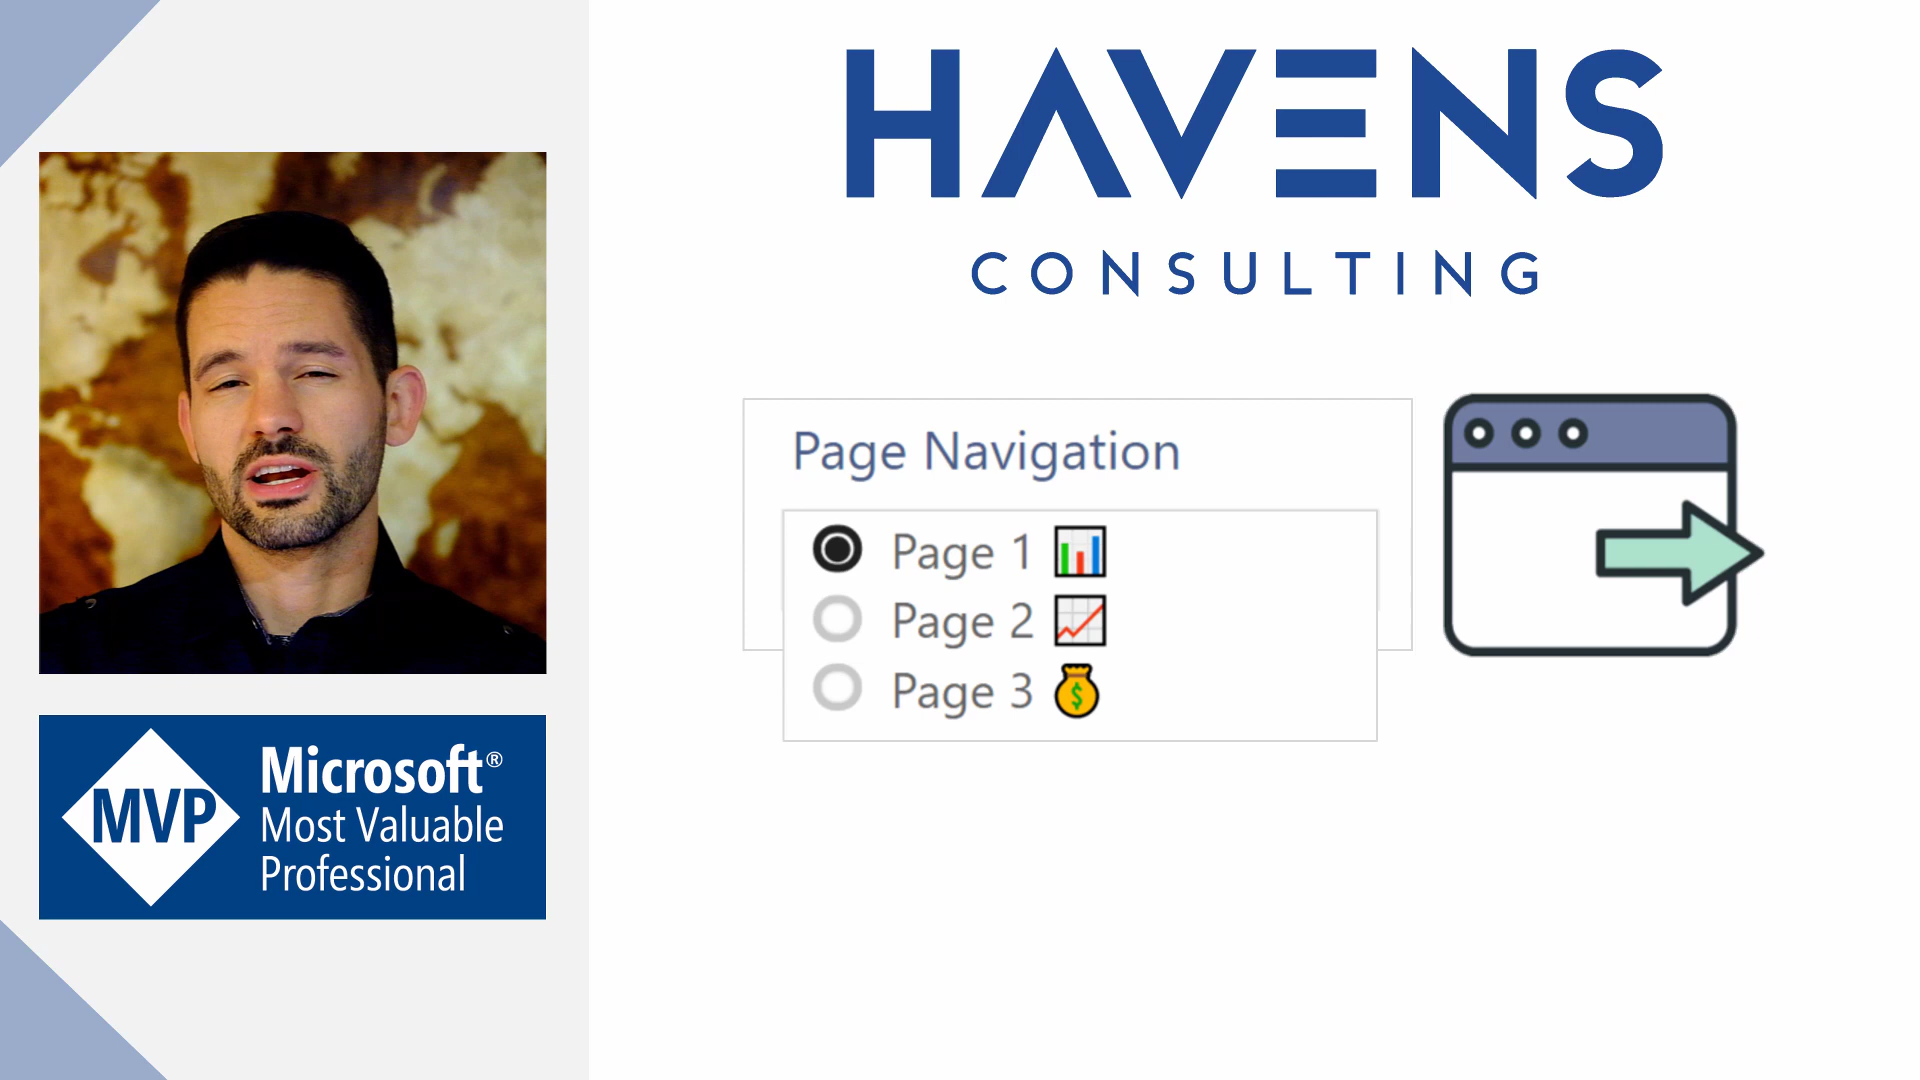 HAVENS
CONSULTING
Page Navigation
Page 1
Page 2
Page 3
MVP
Microsoft®
Most Valuable
Professional